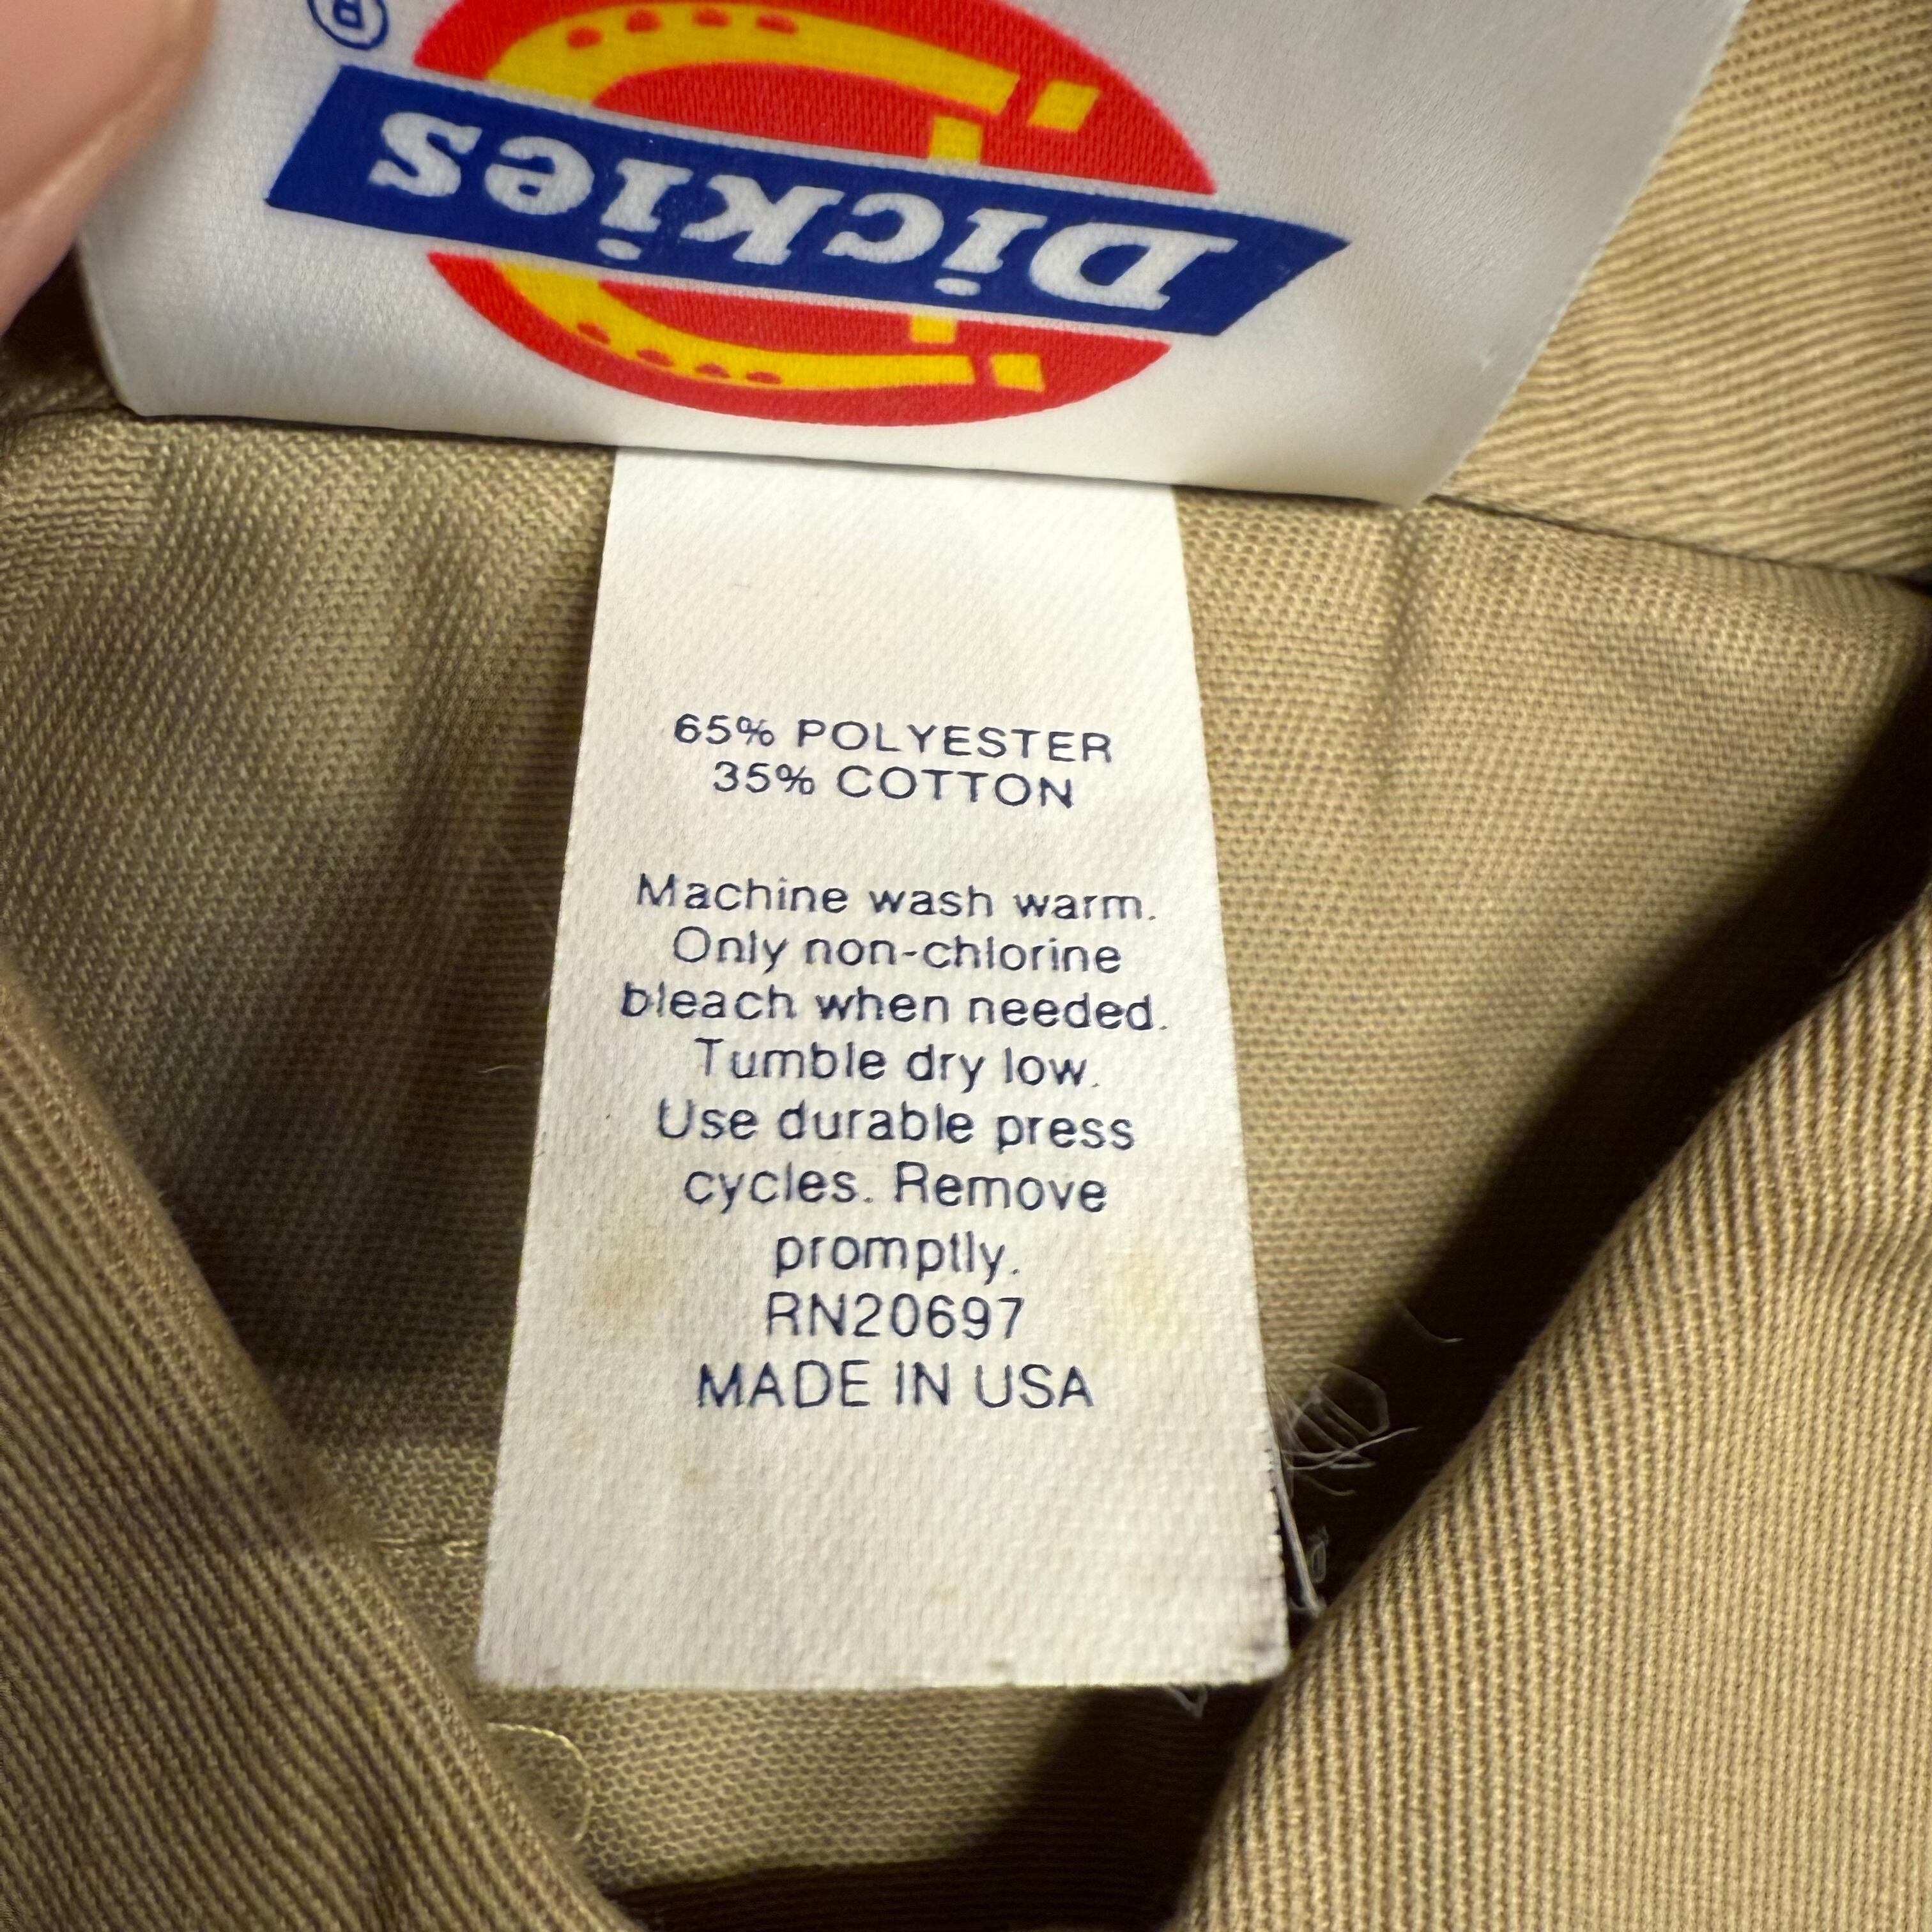 ®
Dickies
65% POLYESTER
35% COTTON
Machine wash warm.
Only non-chlorine
bleach when needed.
Tumble dry low.
Use durable press
cycles. Remove
promptly.
RN20697
MADE IN USA